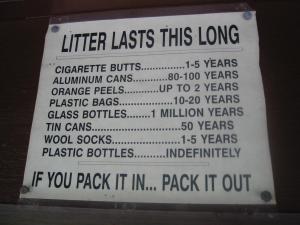 LITTER LASTS THIS LONG
CIGARETTE BUTTS..............1-5 YEARS
ALUMINUM CANS.........80-100 YEARS
ORANGE PEELS...........UP TO 2 YEARS
PLASTIC BAGS.............10-20 YEARS
GLASS BOTTLES........1 MILLION YEARS
TIN CANS.......................50 YEARS
WOOL SOCKS....................1-5 YEARS
PLASTIC BOTTLES..........INDEFINITELY
IF YOU PACK IT IN... PACK IT OUT